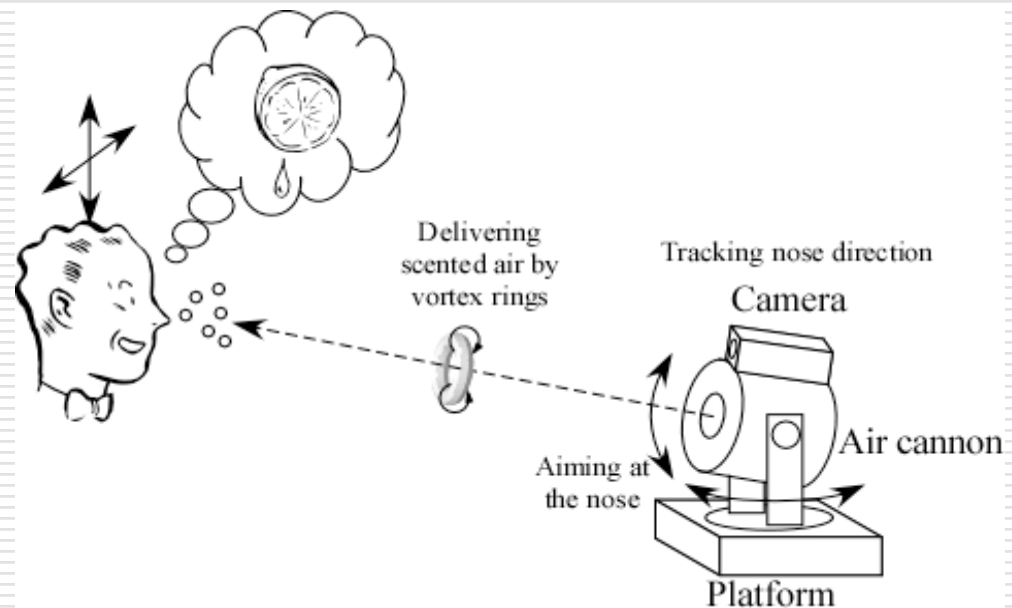 Delivering
scented air by
vortex rings
Tracking nose direction
Camera
Air cannon
Aiming at
the nose
Platform